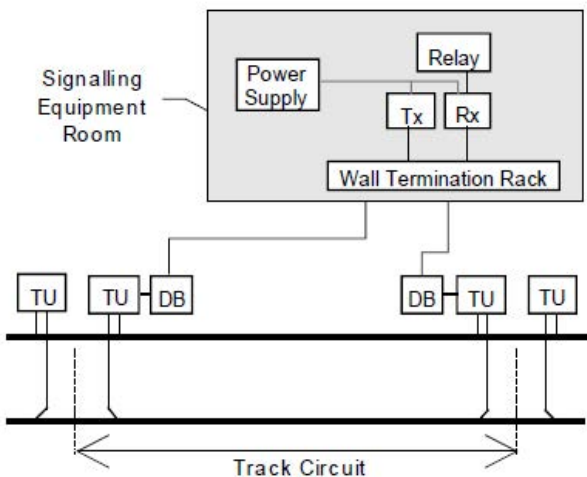 Signalling
Equipment
Room
Power
Supply
Relay
Tx
Rx
Wall Termination Rack
TU
TU
DB
DB
TU
TU
Track Circuit